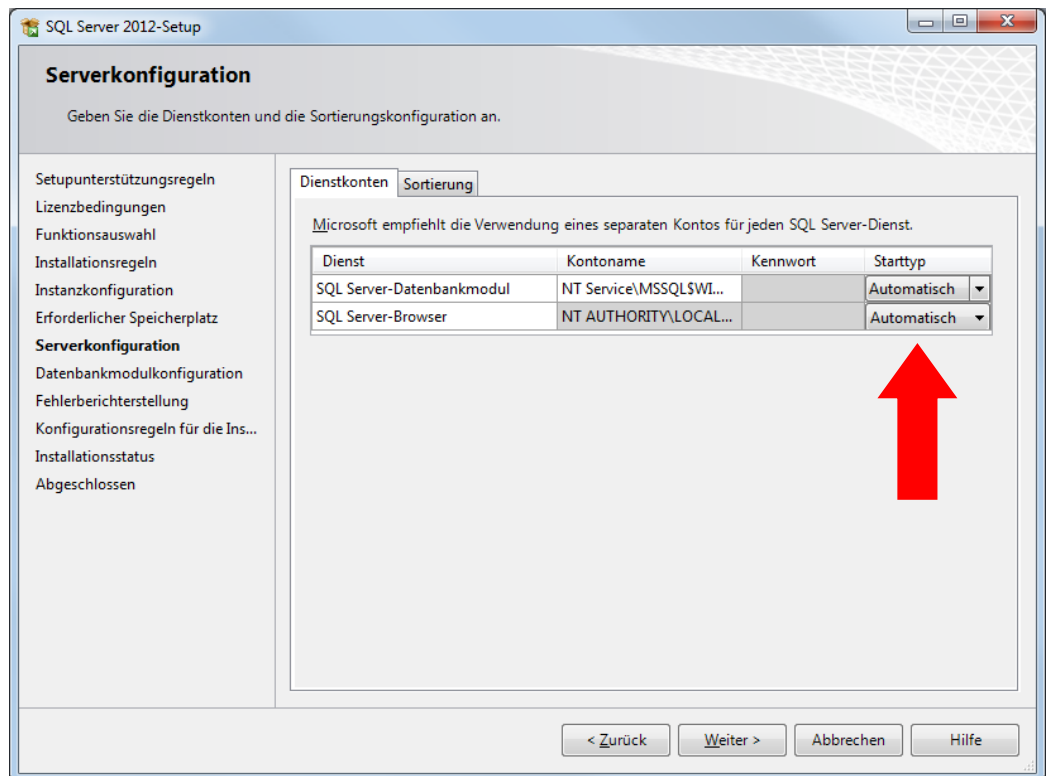 SQL Server 2012-Setup
Serverkonfiguration
Geben Sie die Dienstkonten und die Sortierungskonfiguration an.
Setupunterstützungsregeln
Lizenzbedingungen
Funktionsauswahl
Installationsregeln
Instanzkonfiguration
Erforderlicher Speicherplatz
Serverkonfiguration
Datenbankmodulkonfiguration
Fehlerberichterstellung
Konfigurationsregeln für die Ins...
Installationsstatus
Abgeschlossen
Dienstkonten Sortierung
Microsoft empfiehlt die Verwendung eines separaten Kontos für jeden SQL Server-Dienst.
Dienst Kontoname Kennwort Starttyp
SQL Server-Datenbankmodul NT Service\MSSQL$WI... Automatisch
SQL Server-Browser NT AUTHORITY\LOCAL... Automatisch
< Zurück Weiter > Abbrechen Hilfe